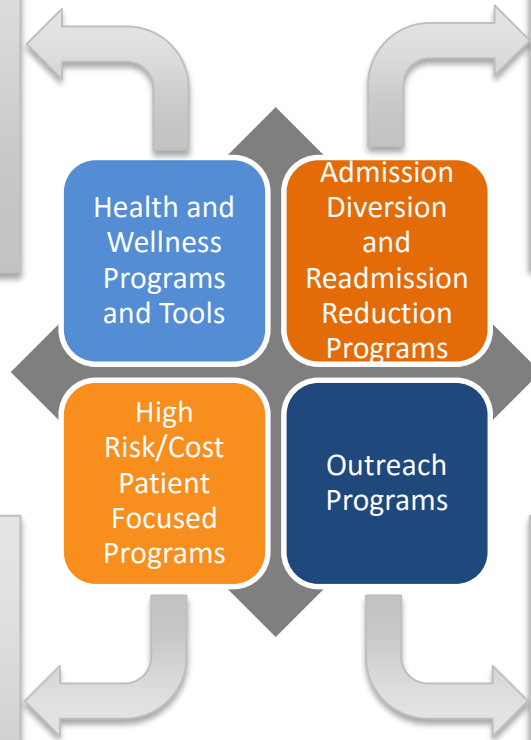 Health and
Wellness
Programs
and Tools
Admission
Diversion
and
Readmission
Reduction
Programs
High
Risk/Cost
Patient
Focused
Programs
Outreach
Programs